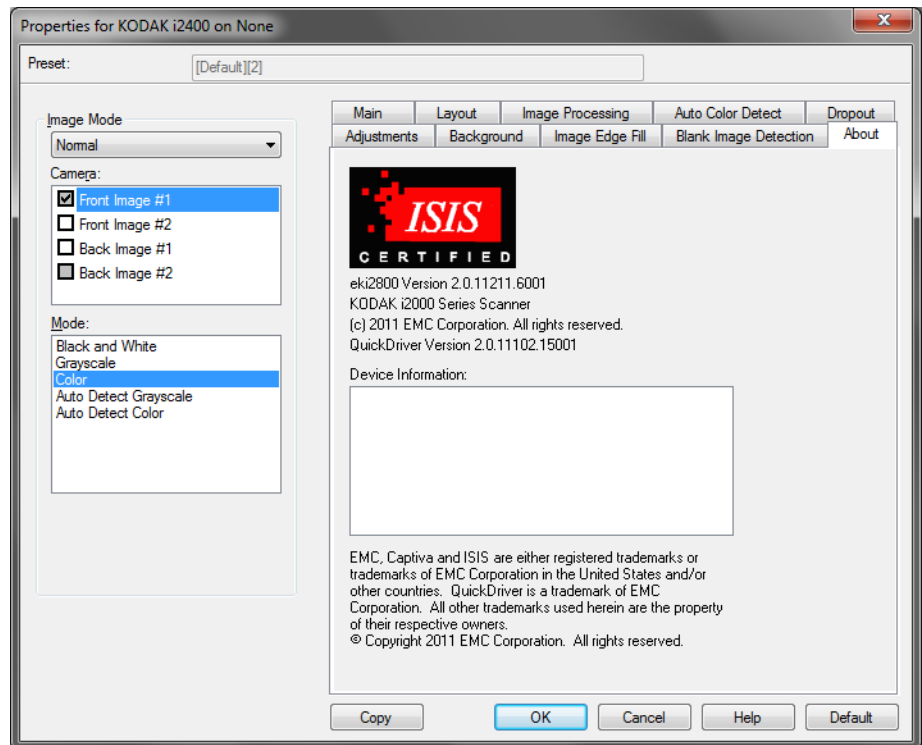 Properties for KODAK i2400 on None
Preset:
[Default][2]
Image Mode
Normal
Camera:
Front Image #1
Front Image #2
Back Image #1
Back Image #2
Mode:
Black and White
Grayscale
Color
Auto Detect Grayscale
Auto Detect Color
Main
Layout
Image Processing
Auto Color Detect
Dropout
Adjustments
Background
Image Edge Fill
Blank Image Detection
About
ISIS
CERTIFIED
eki2800 Version 2.0.11211.6001
KODAK i2000 Series Scanner
(c) 2011 EMC Corporation. All rights reserved.
QuickDriver Version 2.0.11102.15001
Device Information:
EMC, Captiva and ISIS are either registered trademarks or
trademarks of EMC Corporation in the United States and/or
other countries.  QuickDriver is a trademark of EMC
Corporation.  All other trademarks used herein are the property
of their respective owners.
© Copyright 2011 EMC Corporation.  All rights reserved.
Copy
OK
Cancel
Help
Default